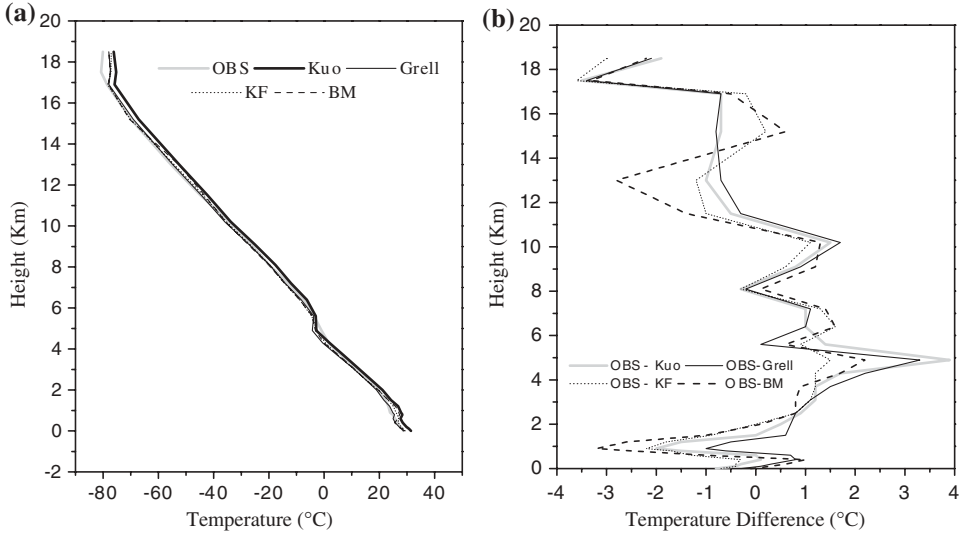 (a)
20
18
16
14
12
10
8
6
4
2
0
-2
Height (Km)
OBS Kuo Grell
KF BM
-80 -60 -40 -20 0 20 40
Temperature (°C)
(b)
20
18
16
14
12
10
8
6
4
2
0
Height (Km)
OBS - Kuo OBS-Grell
OBS - KF OBS-BM
-4 -3 -2 -1 0 1 2 3 4
Temperature Difference (°C)